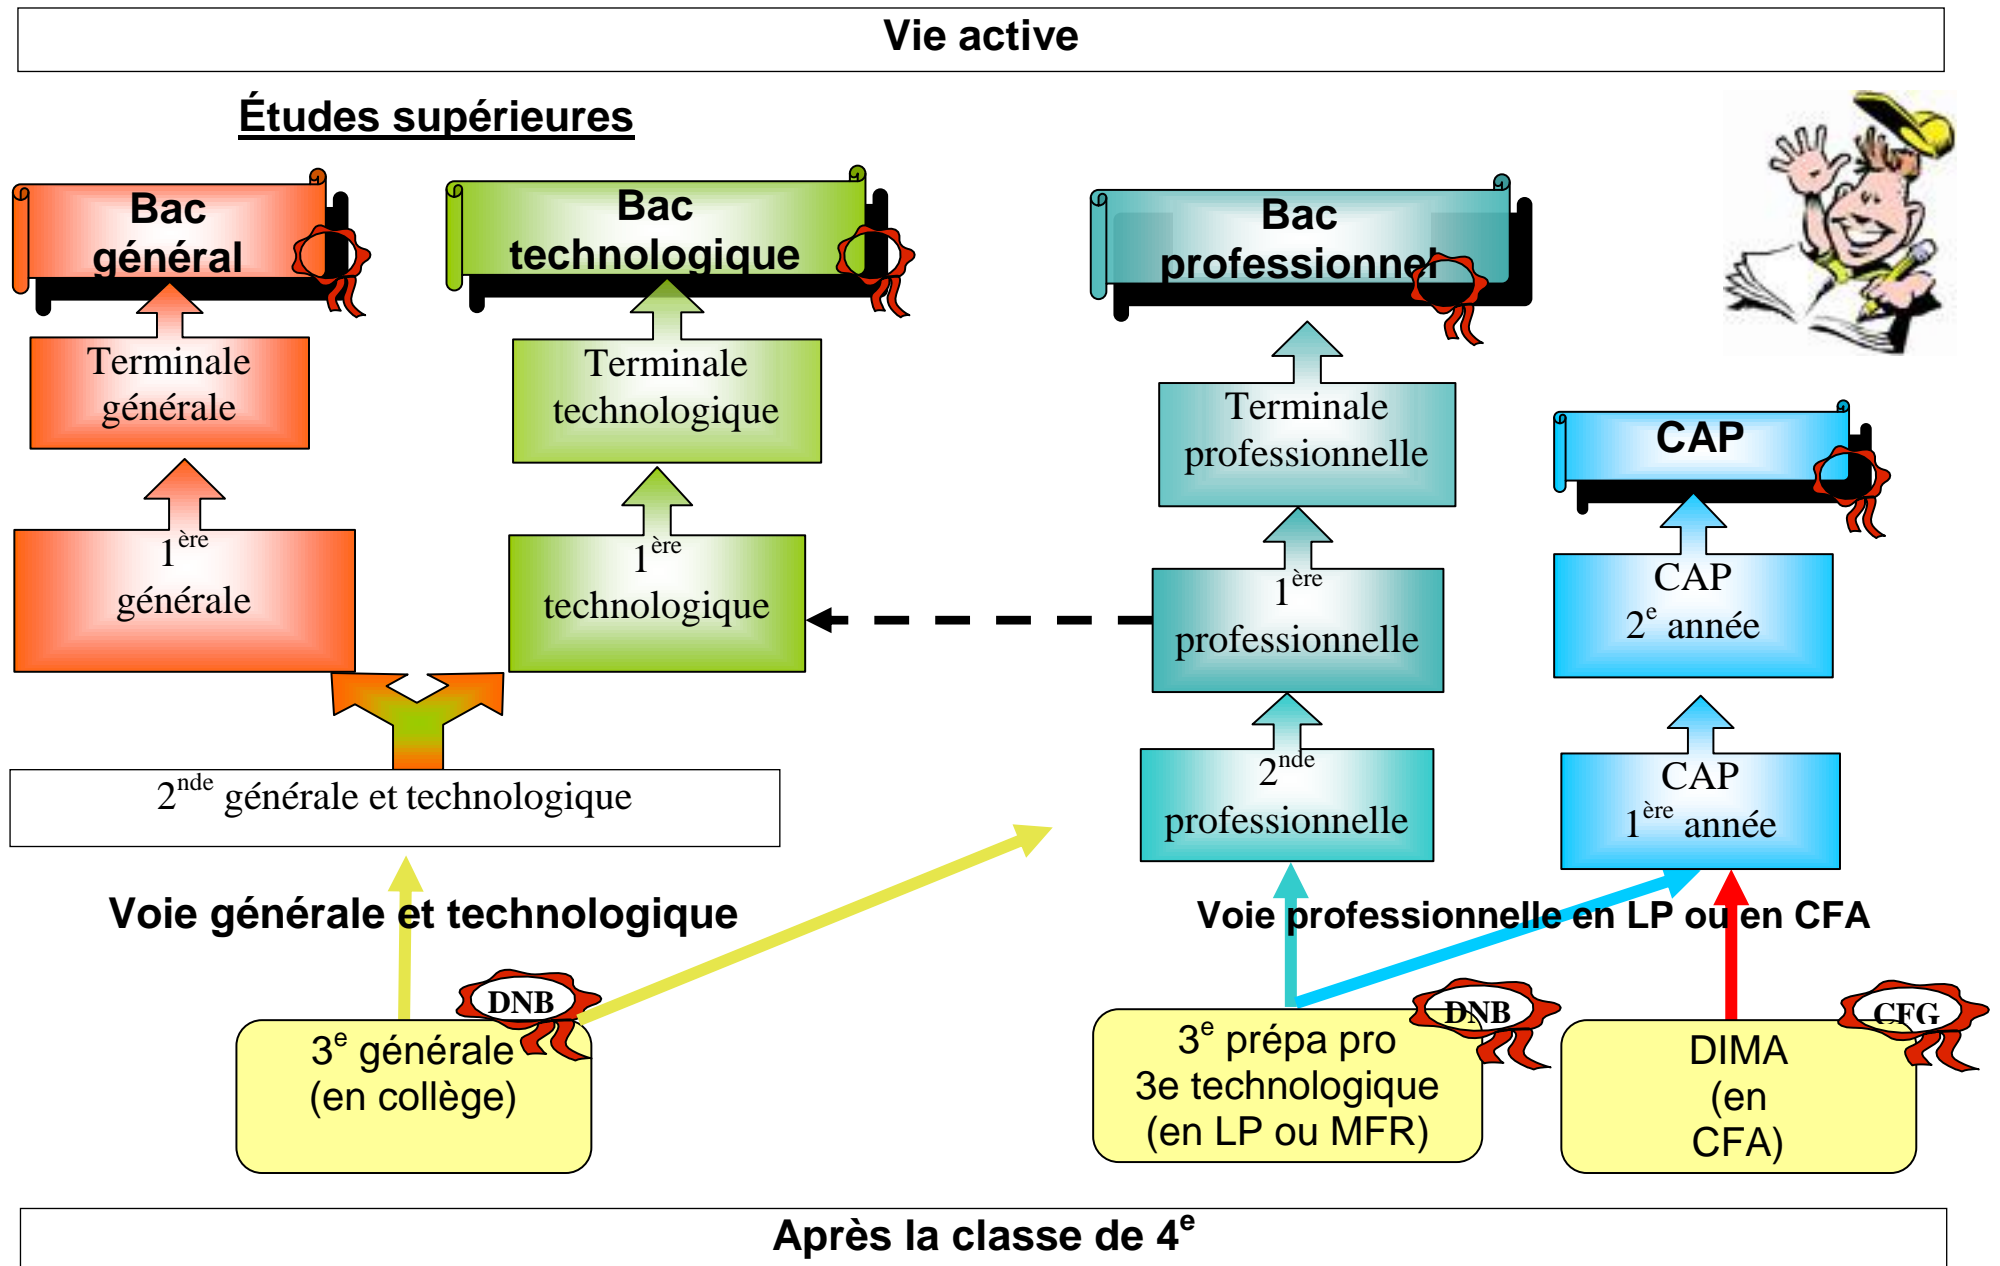 Vie active
Études supérieures
Bac
général
Bac
technologique
Bac
professionnel
Terminale
générale
Terminale
technologique
Terminale
professionnelle
CAP
1ère
générale
1ère
technologique
1ère
professionnelle
CAP
2e année
2nde générale et technologique
2nde
professionnelle
CAP
1ère année
Voie générale et technologique
Voie professionnelle en LP ou en CFA
DNB
3e générale
(en collège)
DNB
3e prépa pro
3e technologique
(en LP ou MFR)
CFG
DIMA
(en
CFA)
Après la classe de 4e